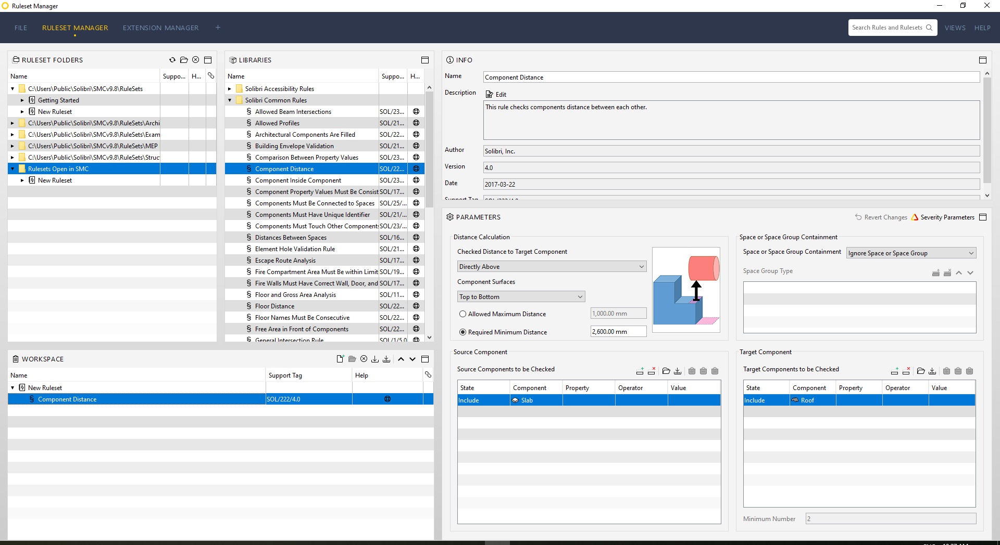 Ruleset Manager
FILE RULESET MANAGER EXTENSION MANAGER +
Search Rules and Rulesets VIEWS HELP
RULESET FOLDERS
Name Suppo... H...
C:\Users\Public\Solibri\SMCv9.8\RuleSets
§ Getting Started
§ New Ruleset
C:\Users\Public\Solibri\SMCv9.8\RuleSets\Archi
C:\Users\Public\Solibri\SMCv9.8\RuleSets\Exam
C:\Users\Public\Solibri\SMCv9.8\RuleSets\MEP
C:\Users\Public\Solibri\SMCv9.8\RuleSets\Struc
Rulesets Open in SMC
§ New Ruleset
LIBRARIES
Name Suppo... H...
Solibri Accessibility Rules
Solibri Common Rules
§ Allowed Beam Intersections SOL/23...
§ Allowed Profiles SOL/21...
§ Architectural Components Are Filled SOL/22...
§ Building Envelope Validation SOL/21...
§ Comparison Between Property Values SOL/23...
§ Component Distance SOL/22...
§ Component Inside Component SOL/23...
§ Component Property Values Must Be Consist SOL/17...
§ Components Must Be Connected to Spaces SOL/25/...
§ Components Must Have Unique Identifier SOL/21/...
§ Components Must Touch Other Component: SOL/23/...
§ Distances Between Spaces SOL/16...
§ Element Hole Validation Rule SOL/21...
§ Escape Route Analysis SOL/17...
§ Fire Compartment Area Must Be within Limit SOL/19...
§ Fire Walls Must Have Correct Wall, Door, and SOL/17...
§ Floor and Gross Area Analysis SOL/11...
§ Floor Distance SOL/22...
§ Floor Names Must Be Consecutive SOL/22...
§ Free Area in Front of Components SOL/22...
§ General Intersection Rule SOL/1/5.0
WORKSPACE
Name Support Tag Help
§ New Ruleset
§ Component Distance SOL/222/4.0
INFO
Name Component Distance
Description Edit
This rule checks components distance between each other.
Author Solibri, Inc.
Version 4.0
Date 2017-03-22
Support Tag SOL/222/4.0
PARAMETERS
Revert Changes Severity Parameters
Distance Calculation
Checked Distance to Target Component
Directly Above
Component Surfaces
Top to Bottom
Allowed Maximum Distance 1,000.00 mm
Required Minimum Distance 2,600.00 mm
Space or Space Group Containment
Space or Space Group Containment Ignore Space or Space Group
Space Group Type
Source Component
Source Components to be Checked
State Component Property Operator Value
Include Slab
Target Component
Target Components to be Checked
State Component Property Operator Value
Include Roof
Minimum Number 2